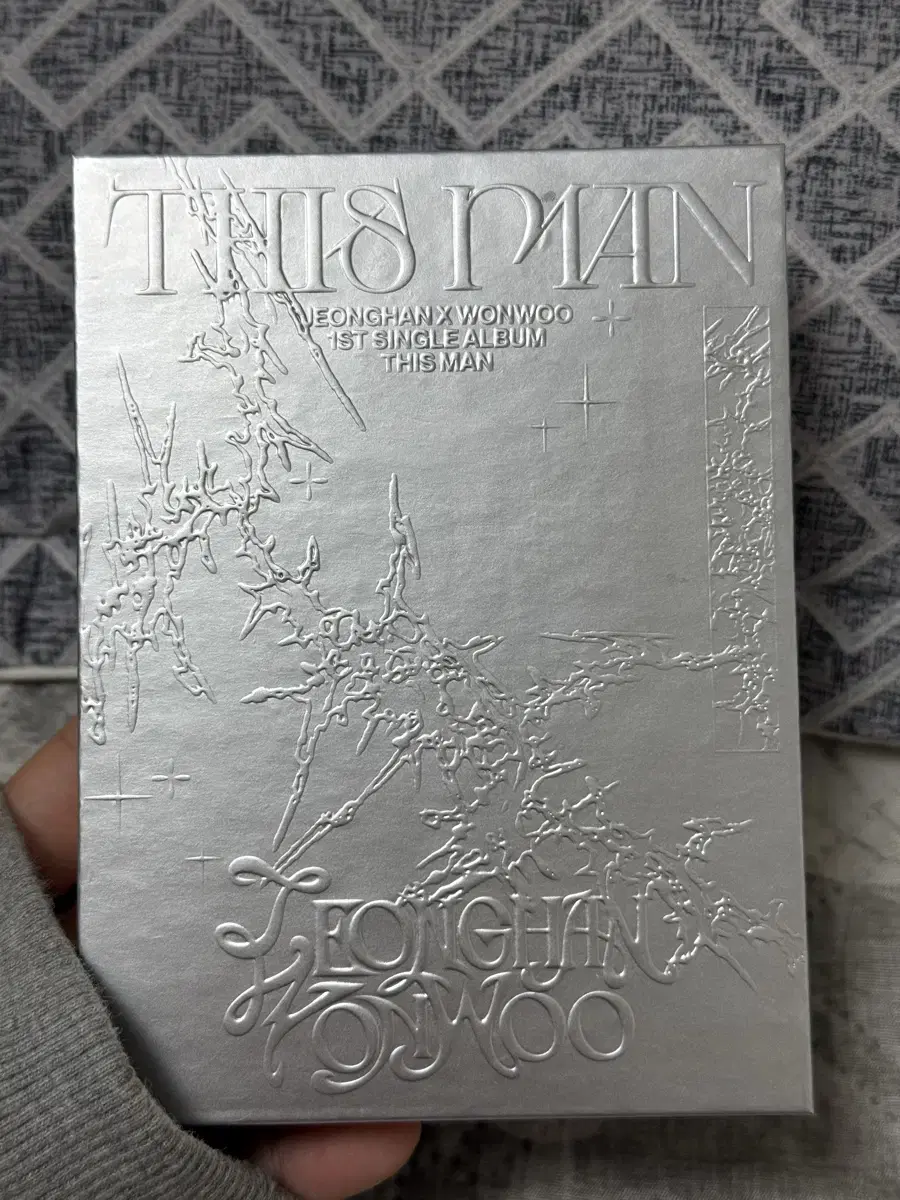 THIS MAN
JEONGHAN X WONWOO
1ST SINGLE ALBUM
THIS MAN
JEONGHAN
WONWOO